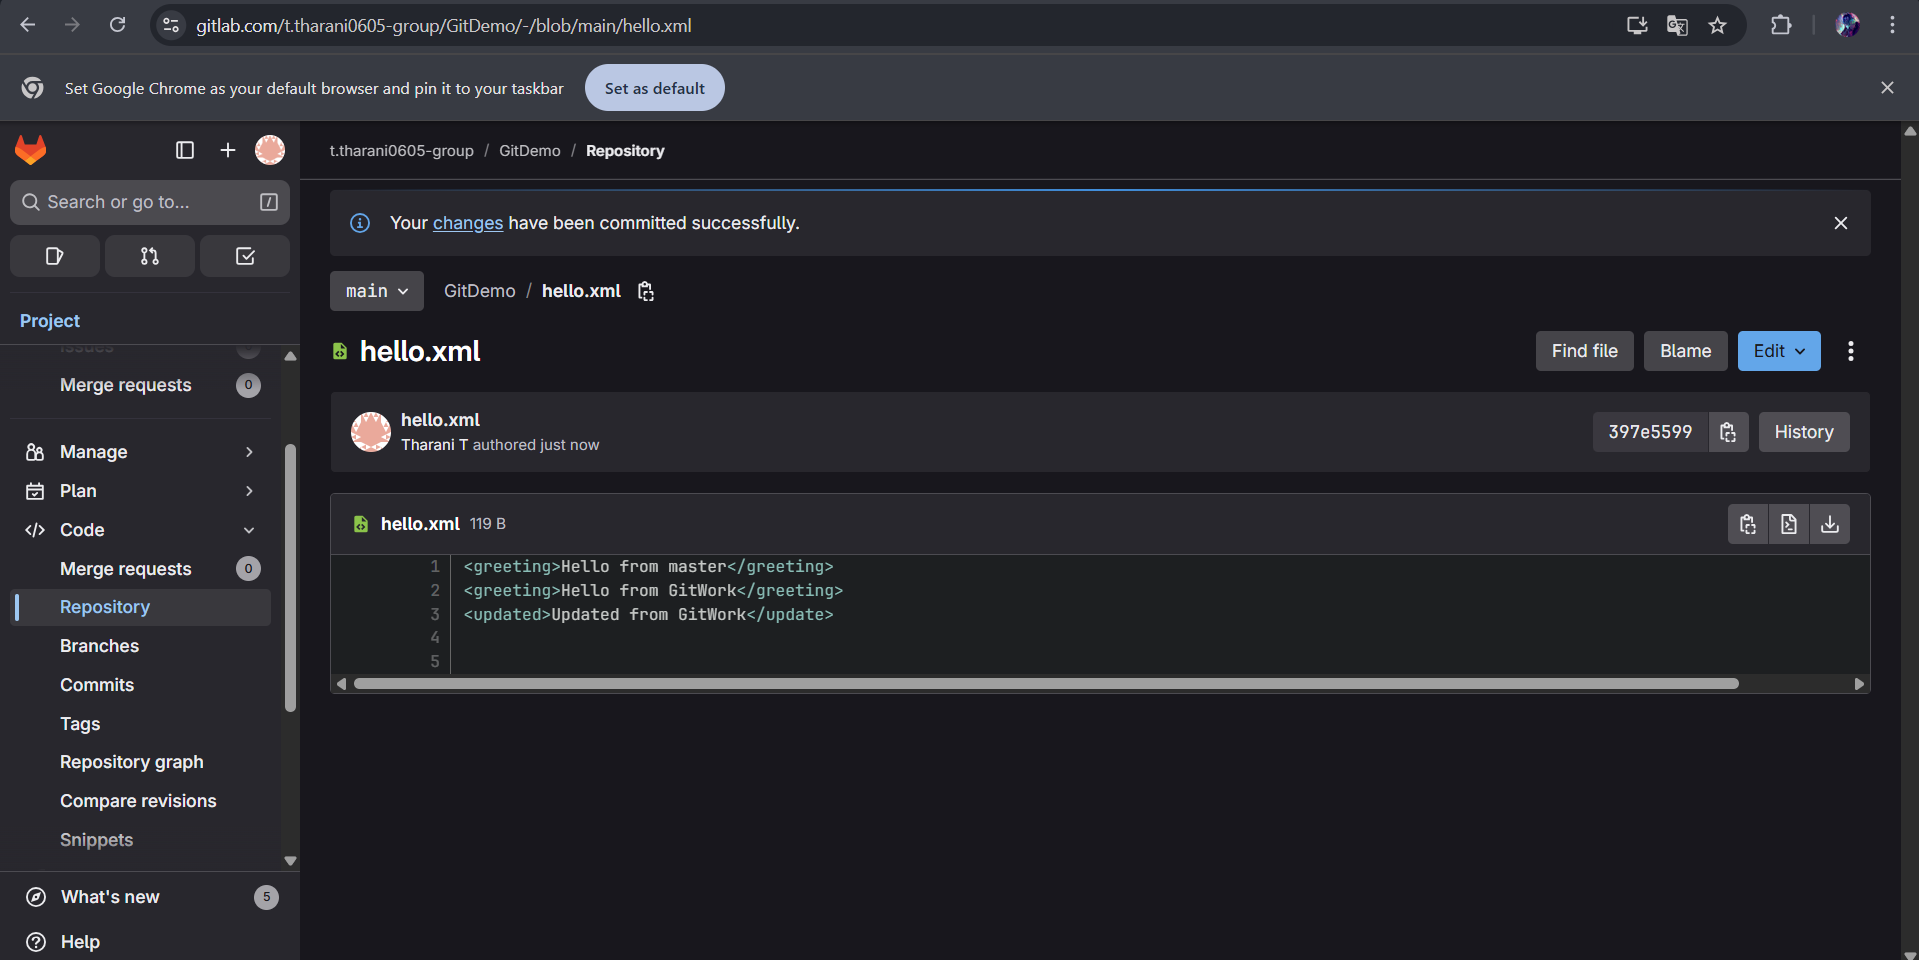 gitlab.com/t.tharani0605-group/GitDemo/-/blob/main/hello.xml
Set Google Chrome as your default browser and pin it to your taskbar
Set as default
Search or go to...
/
Project
Issues
Merge requests
0
Manage
Plan
Code
Merge requests
0
Repository
Branches
Commits
Tags
Repository graph
Compare revisions
Snippets
What's new
5
Help
t.tharani0605-group / GitDemo / Repository
Your changes have been committed successfully.
main
GitDemo / hello.xml
hello.xml
Find file
Blame
Edit
hello.xml
Tharani T authored just now
397e5599
History
hello.xml 119 B
1 <greeting>Hello from master</greeting>
2 <greeting>Hello from GitWork</greeting>
3 <updated>Updated from GitWork</update>
4
5